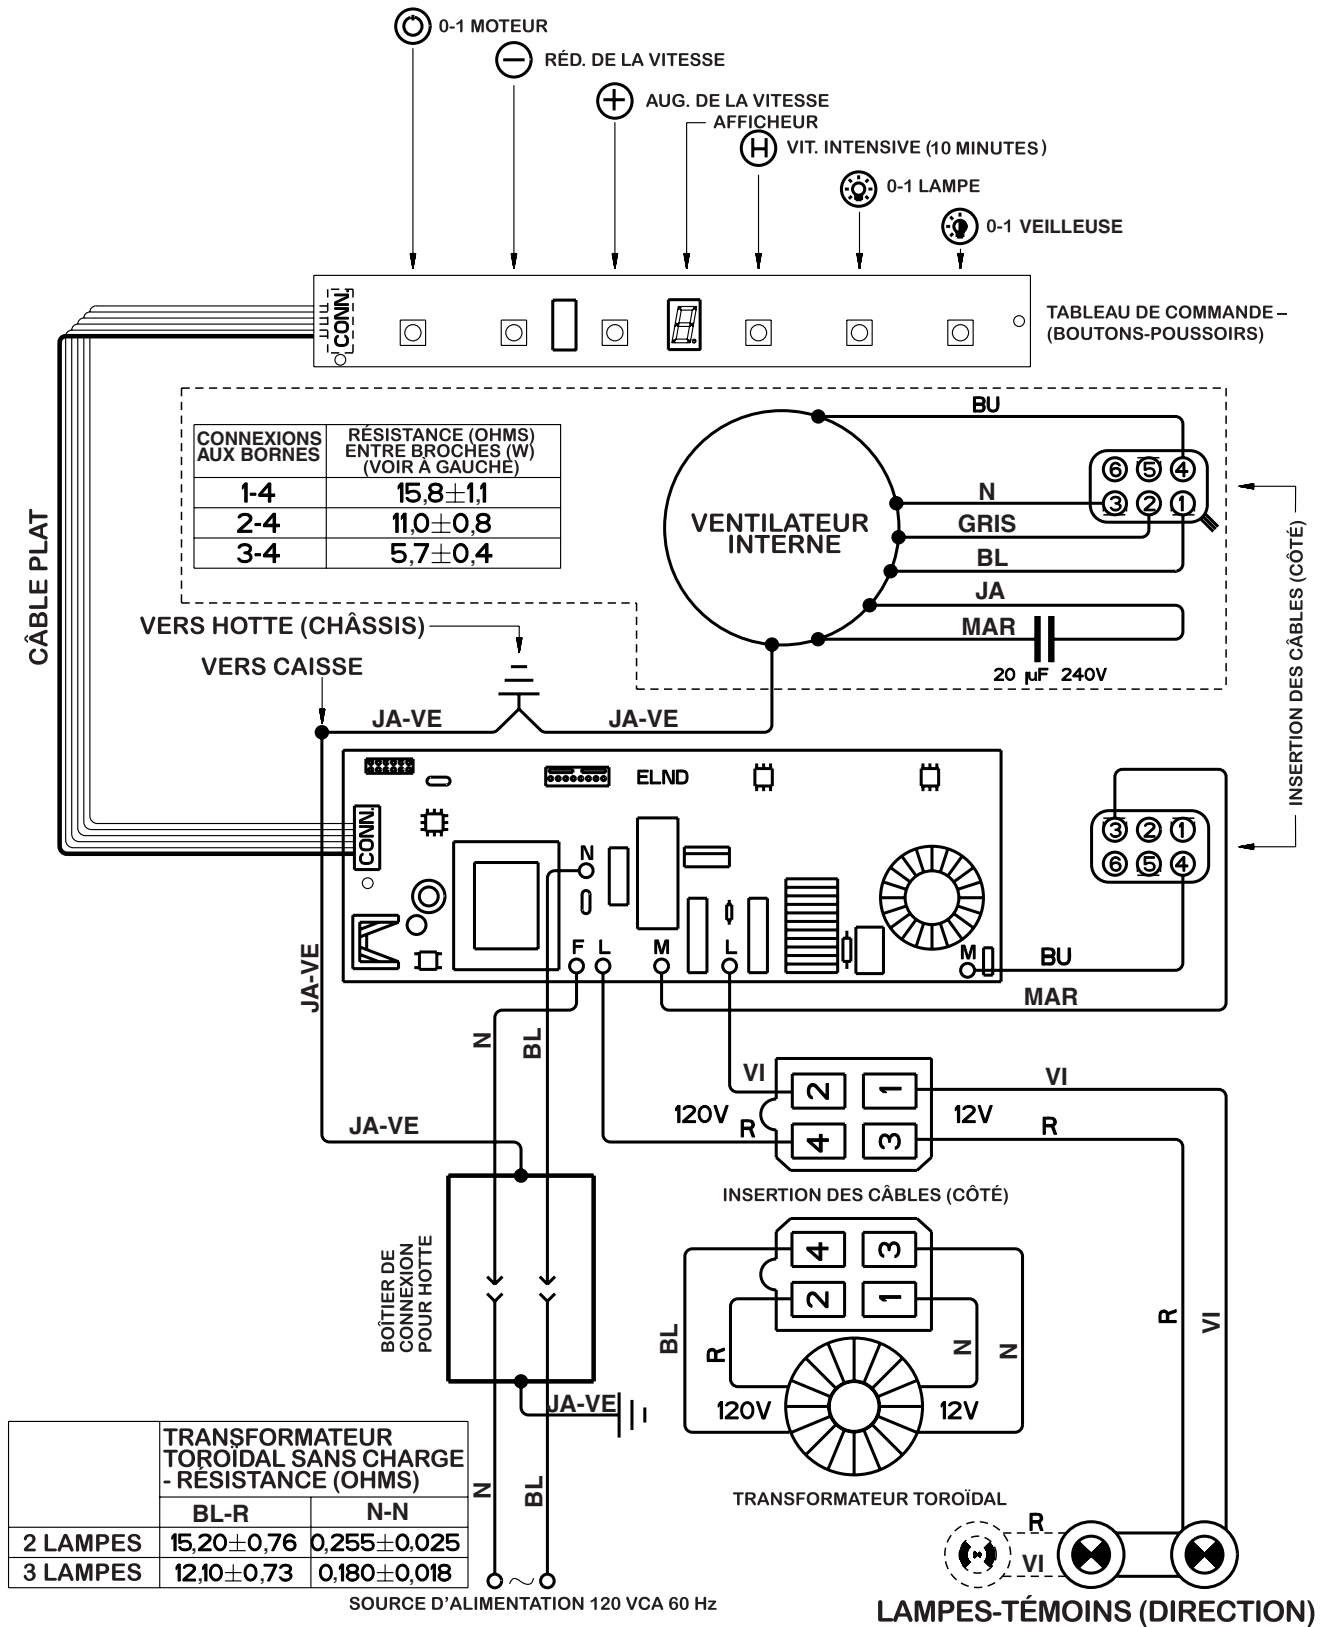 0-1 MOTEUR
RÉD. DE LA VITESSE
AUG. DE LA VITESSE
AFFICHEUR
H VIT. INTENSIVE (10 MINUTES)
0-1 LAMPE
0-1 VEILLEUSE
CONN.
TABLEAU DE COMMANDE –
(BOUTONS-POUSSOIRS)
CÂBLE PLAT
CONNEXIONS
AUX BORNES
RÉSISTANCE (OHMS)
ENTRE BROCHES (W)
(VOIR À GAUCHE)
1-4 15,8±1,1
2-4 11,0±0,8
3-4 5,7±0,4
VENTILATEUR
INTERNE
BU
N
GRIS
BL
JA
MAR
20 µF 240V
6 5 4
3 2 1
INSERTION DES CÂBLES (CÔTÉ)
VERS HOTTE (CHÂSSIS)
VERS CAISSE
JA-VE JA-VE
ELND
CONN.
N
F L M L M
BU
MAR
3 2 1
6 5 4
JA-VE
N
BL
VI
R
120V
2 1
4 3
12V
VI
R
INSERTION DES CÂBLES (CÔTÉ)
JA-VE
BOÎTIER DE
CONNEXION
POUR HOTTE
JA-VE
4 3
2 1
BL
R
N
N
120V
12V
TRANSFORMATEUR TOROÏDAL
R
VI
TRANSFORMATEUR
TOROÏDAL SANS CHARGE
- RÉSISTANCE (OHMS)
BL-R N-N
2 LAMPES 15,20±0,76 0,255±0,025
3 LAMPES 12,10±0,73 0,180±0,018
N
BL
SOURCE D’ALIMENTATION 120 VCA 60 Hz
R
VI
LAMPES-TÉMOINS (DIRECTION)